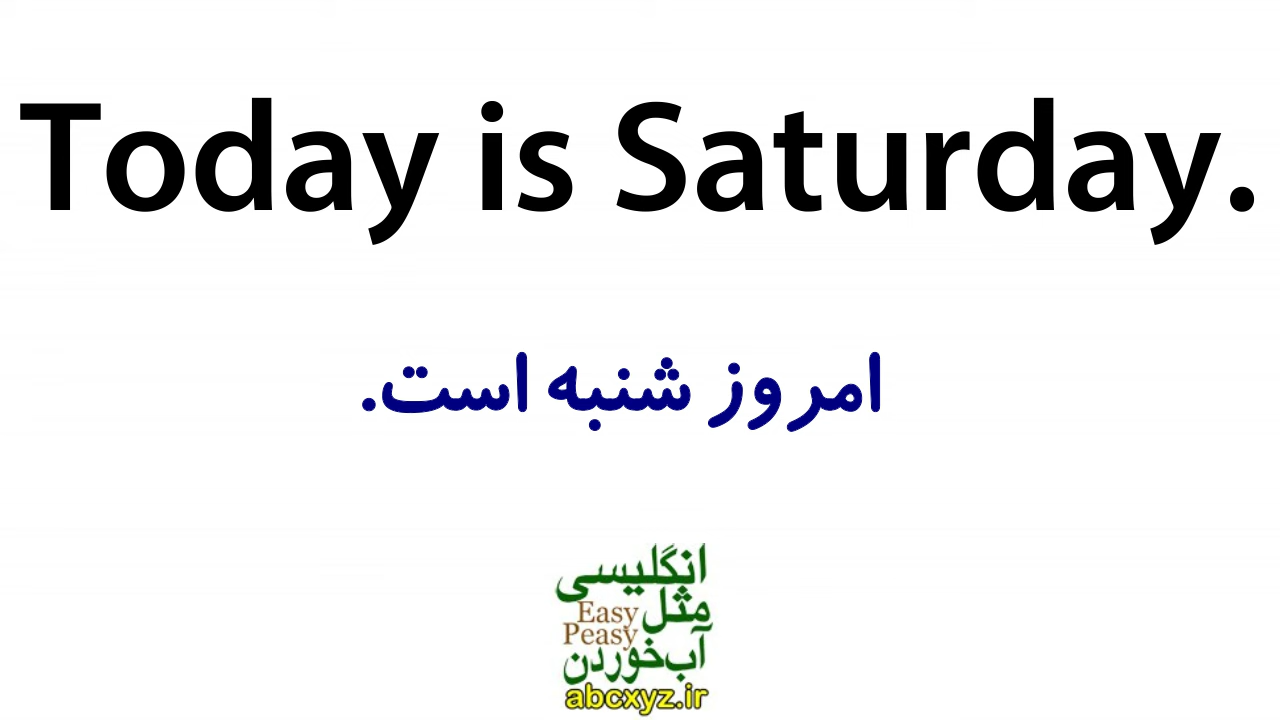 Today is Saturday.
امروز شنبه است.
انگلیسی
مثل
Easy
Peasy
آب‌خوردن
abcxyz.ir